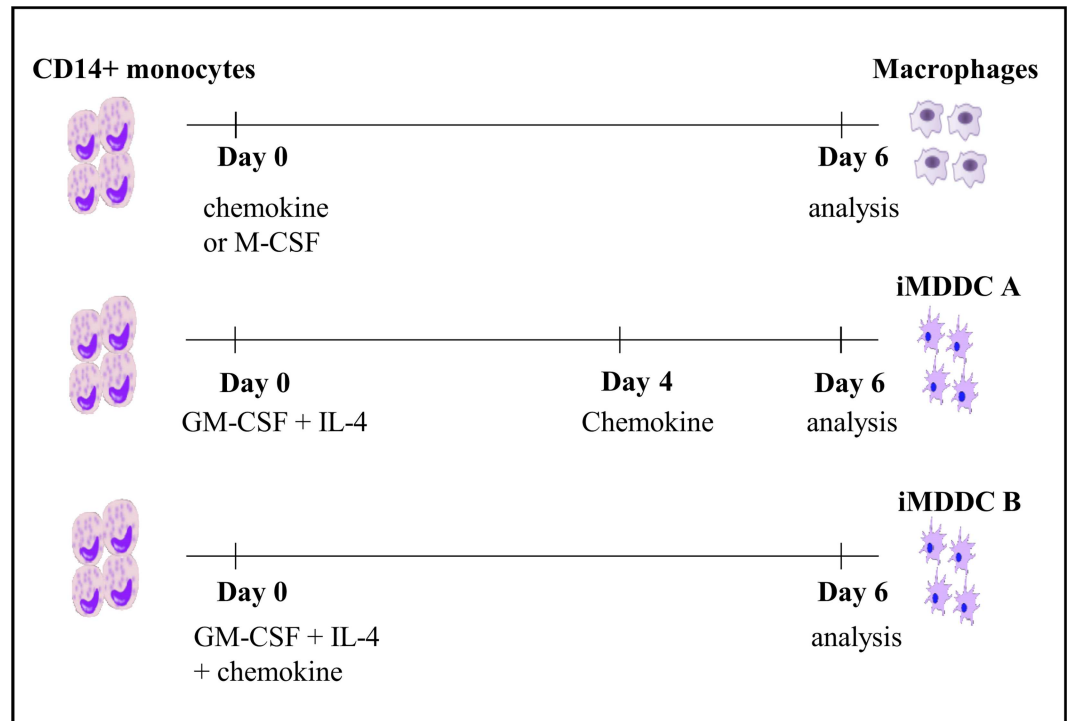 CD14+ monocytes
Macrophages
Day 0
Day 6
chemokine
or M-CSF
analysis
iMDDC A
Day 0
Day 4
Day 6
GM-CSF + IL-4
Chemokine
analysis
iMDDC B
Day 0
Day 6
GM-CSF + IL-4
+ chemokine
analysis